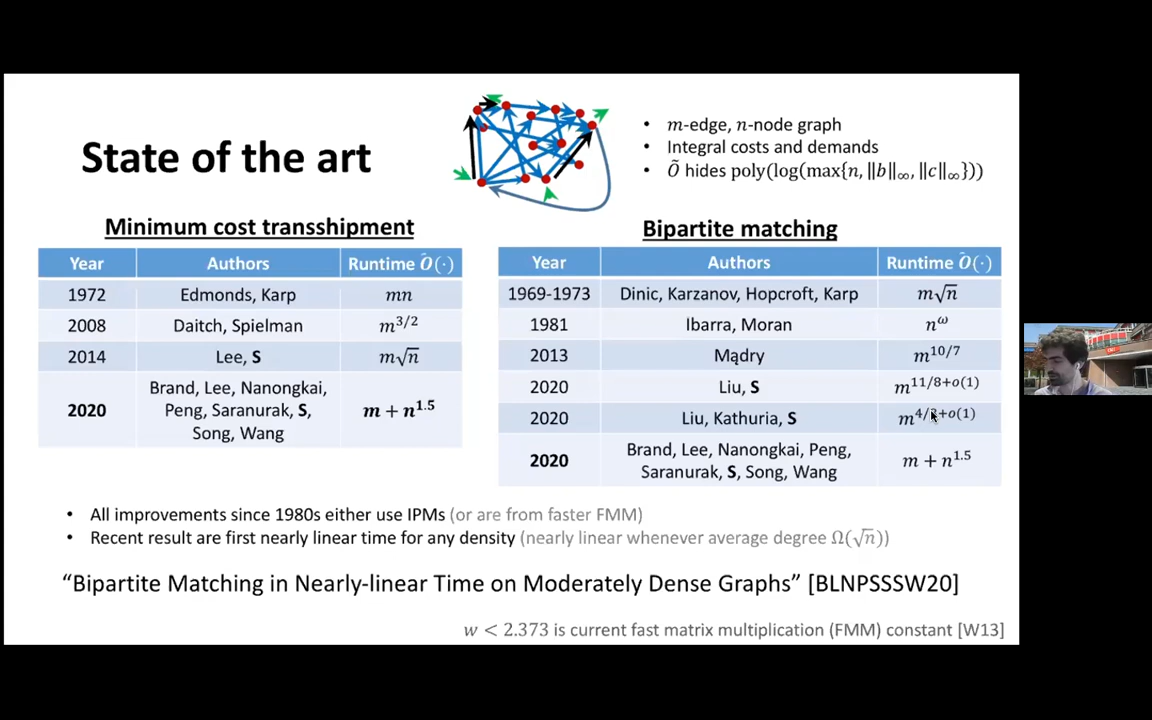 State of the art
• m-edge, n-node graph
• Integral costs and demands
• Õ hides poly(log(max{n, ‖b‖∞, ‖c‖∞}))
Minimum cost transshipment
Year Authors Runtime Õ(·)
1972 Edmonds, Karp mn
2008 Daitch, Spielman m^{3/2}
2014 Lee, S m√n
2020 Brand, Lee, Nanongkai,
Peng, Saranurak, S,
Song, Wang
m + n^{1.5}
Bipartite matching
Year Authors Runtime Õ(·)
1969-1973 Dinic, Karzanov, Hopcroft, Karp m√n
1981 Ibarra, Moran n^ω
2013 Mądry m^{10/7}
2020 Liu, S m^{11/8+o(1)}
2020 Liu, Kathuria, S m^{4/3+o(1)}
2020 Brand, Lee, Nanongkai, Peng,
Saranurak, S, Song, Wang
m + n^{1.5}
• All improvements since 1980s either use IPMs (or are from faster FMM)
• Recent result are first nearly linear time for any density (nearly linear whenever average degree Ω(√n))
“Bipartite Matching in Nearly-linear Time on Moderately Dense Graphs” [BLNPSSSW20]
w < 2.373 is current fast matrix multiplication (FMM) constant [W13]